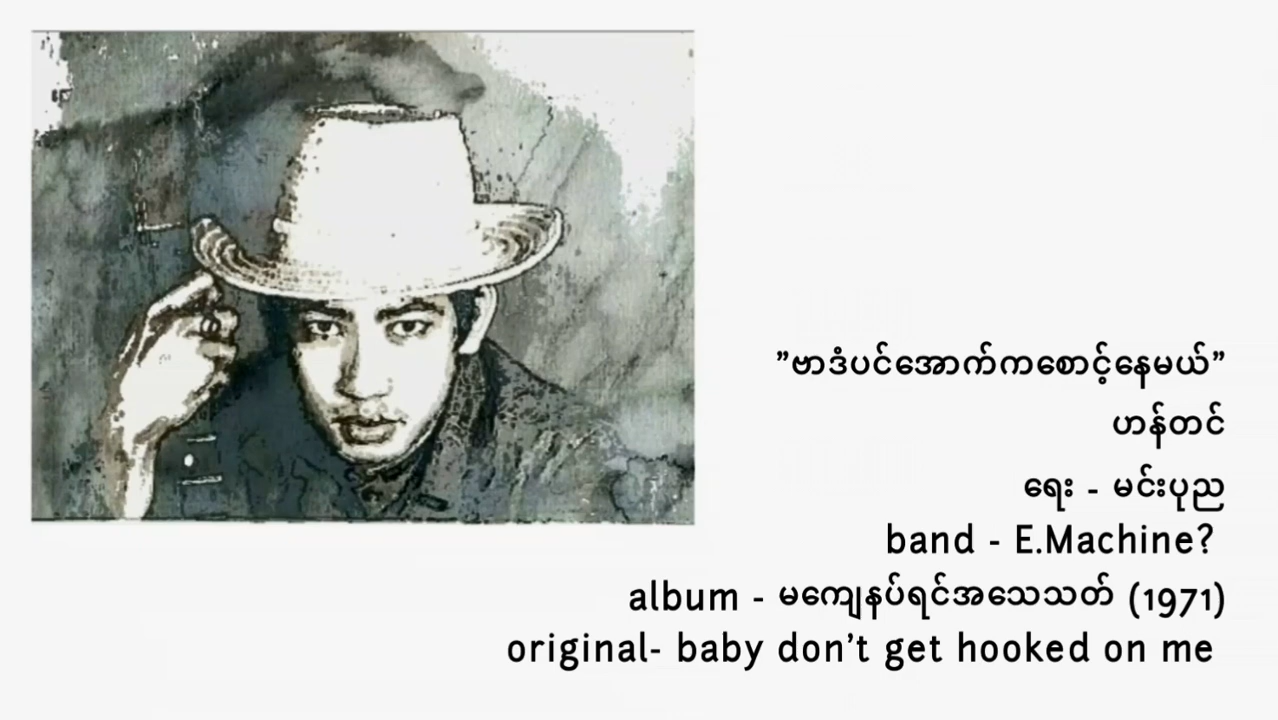 ”ဗာဒံပင်အောက်ကစောင့်နေမယ်”
ဟန်တင်
ရေး - မင်းပုည
band - E.Machine?
album - မကျေနပ်ရင်အသေသတ် (1971)
original- baby don’t get hooked on me